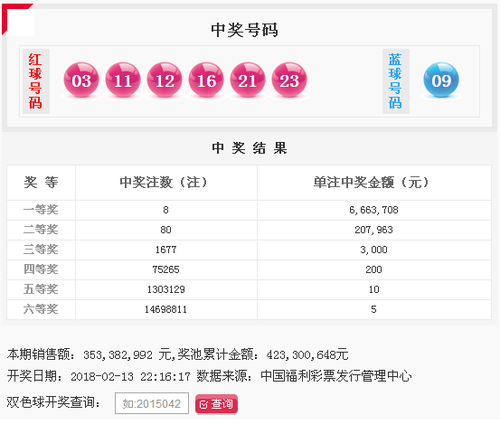 中奖号码
红球号码 03 11 12 16 21 23 蓝球号码 09
中 奖 结 果
奖 等 中奖注数（注） 单注中奖金额（元）
一等奖 8 6,663,708
二等奖 80 207,963
三等奖 1677 3,000
四等奖 75265 200
五等奖 1303129 10
六等奖 14698811 5
本期销售额：353,382,992 元,奖池累计金额：423,300,648元
开奖日期：2018-02-13 22:16:17 数据来源：中国福利彩票发行管理中心
双色球开奖查询： 如:2015042 查询